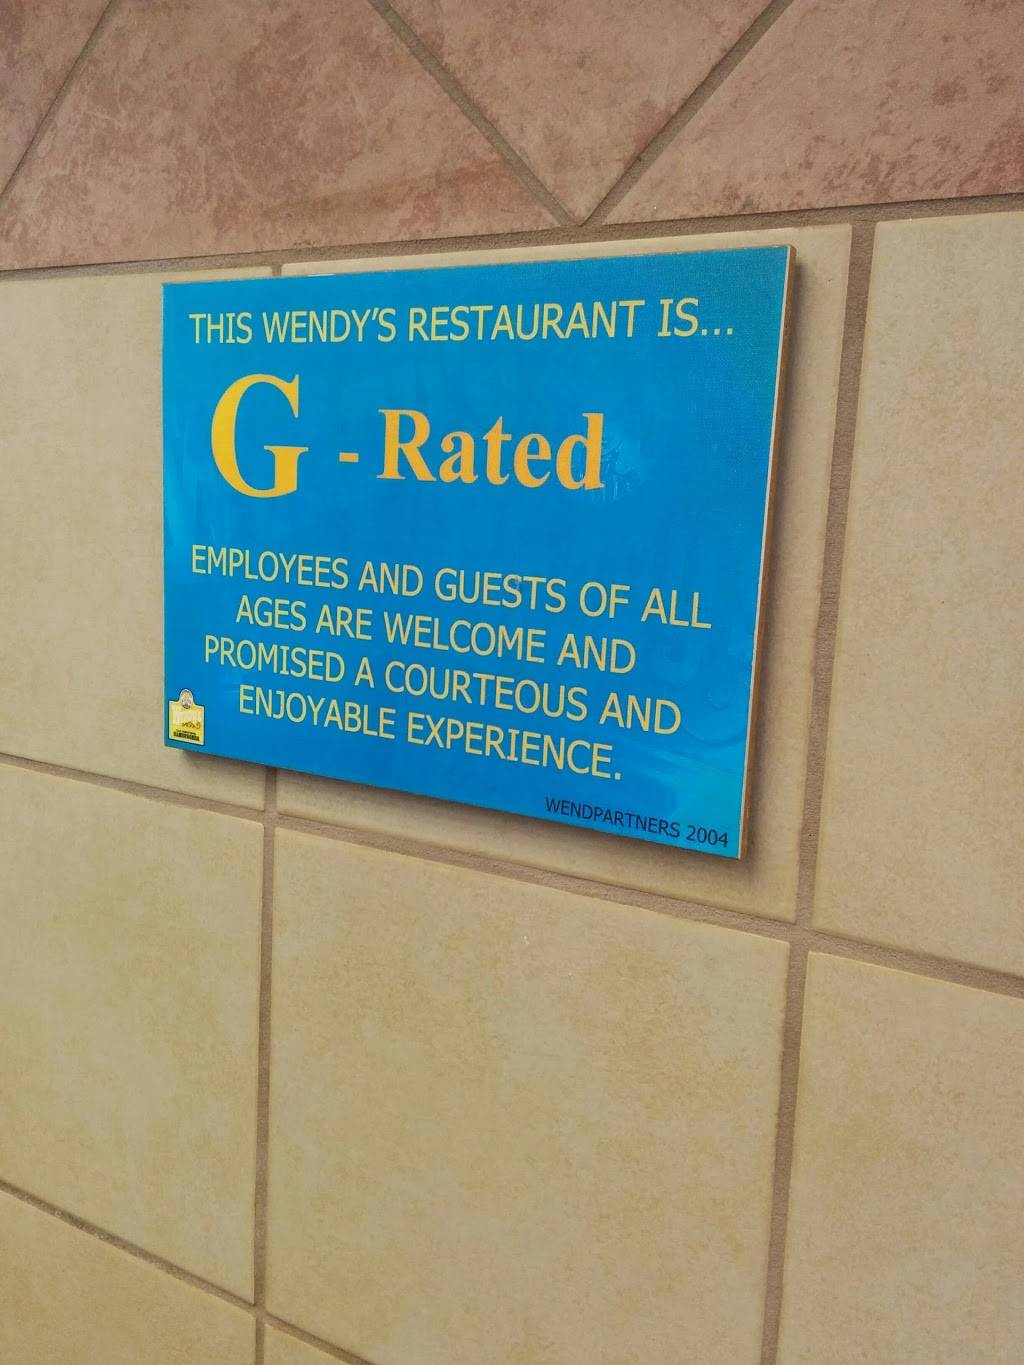 THIS WENDY'S RESTAURANT IS...
G - Rated
EMPLOYEES AND GUESTS OF ALL
AGES ARE WELCOME AND
PROMISED A COURTEOUS AND
ENJOYABLE EXPERIENCE.
WENDPARTNERS 2004